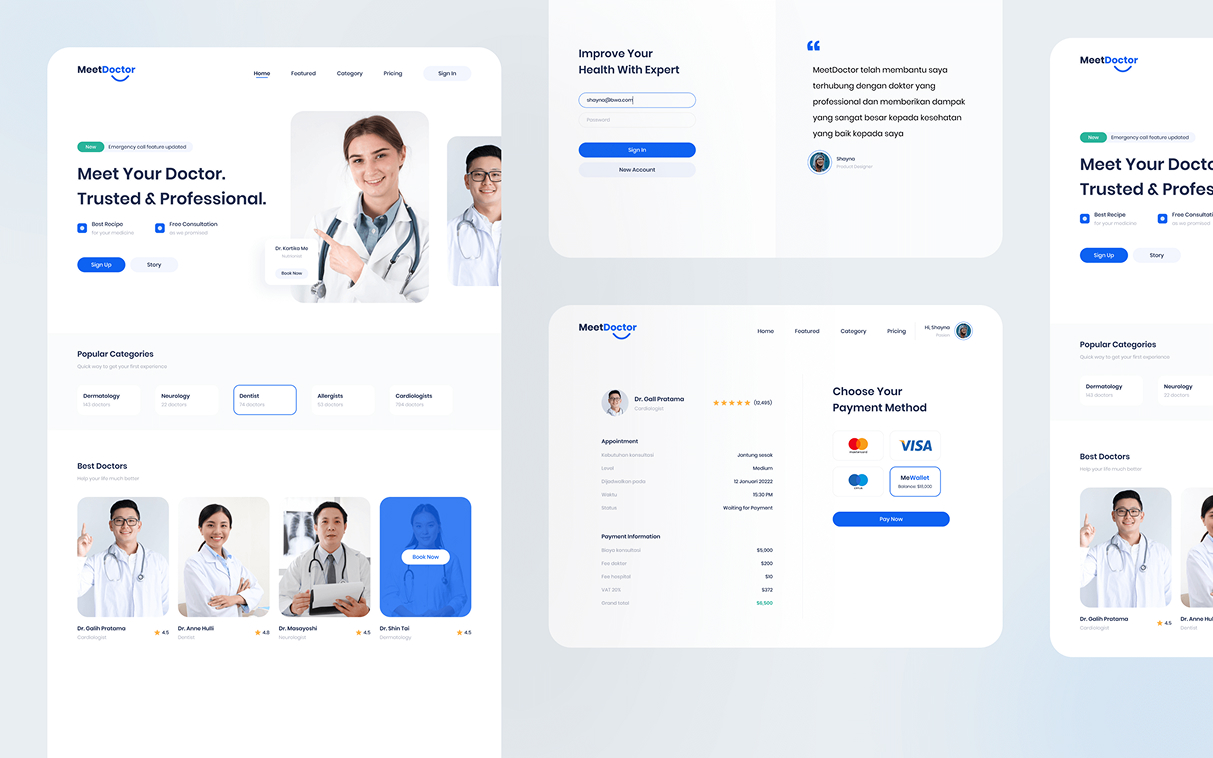 MeetDoctor
Home
Featured
Category
Pricing
Sign In
New
Emergency call feature updated
Meet Your Doctor.
Trusted & Professional.
Best Recipe
for your medicine
Free Consultation
as we promised
Sign Up
Story
Dr. Kartika Me
Nutritionist
Book Now
Popular Categories
Quick way to get your first experience
Dermatology
143 doctors
Neurology
32 doctors
Dentist
74 doctors
Allergists
53 doctors
Cardiologists
794 doctors
Best Doctors
Help your life much better
Book Now
Dr. Galih Pratama
Cardiologist
4.5
Dr. Anne Hulli
Dentist
4.8
Dr. Masayoshi
Neurologist
4.5
Dr. Shin Tai
Dermatology
4.5
Improve Your
Health With Expert
shayna@bwa.com
Password
Sign In
New Account
MeetDoctor telah membantu saya
terhubung dengan dokter yang
professional dan memborikan dampak
yang sangat besar kepada kesehatan
yang baik kepada saya
Shayna
Product Designer
MeetDoctor
Home
Featured
Category
Pricing
Hi, Shayna
Dr. Gall Pratama
Cardiologist
(12,495)
Appointment
Kebutuhan konsultasi
Jantung sesak
Level
Medium
Dijadwalkan pada
12 Januari 20222
Waktu
15:30 PM
Status
Waiting for Payment
Payment Information
Biaya konsultasi
$5,000
Fee dokter
$200
Fee hospital
$10
VAT 20%
$372
Grand total
$6,500
Choose Your
Payment Method
mastercard
VISA
cirrus
MeWallet
Balance: $18,000
Pay Now
MeetDoctor
New
Emergency call feature updated
Meet Your Docto
Trusted & Profes
Best Recipe
for your medicine
Free Consultati
as we promised
Sign Up
Story
Popular Categories
Quick way to get your first experience
Dermatology
143 doctors
Neurology
32 doctors
Best Doctors
Help your life much better
Dr. Galih Pratama
Cardiologist
4.5
Dr. Anne Hu
Dentist